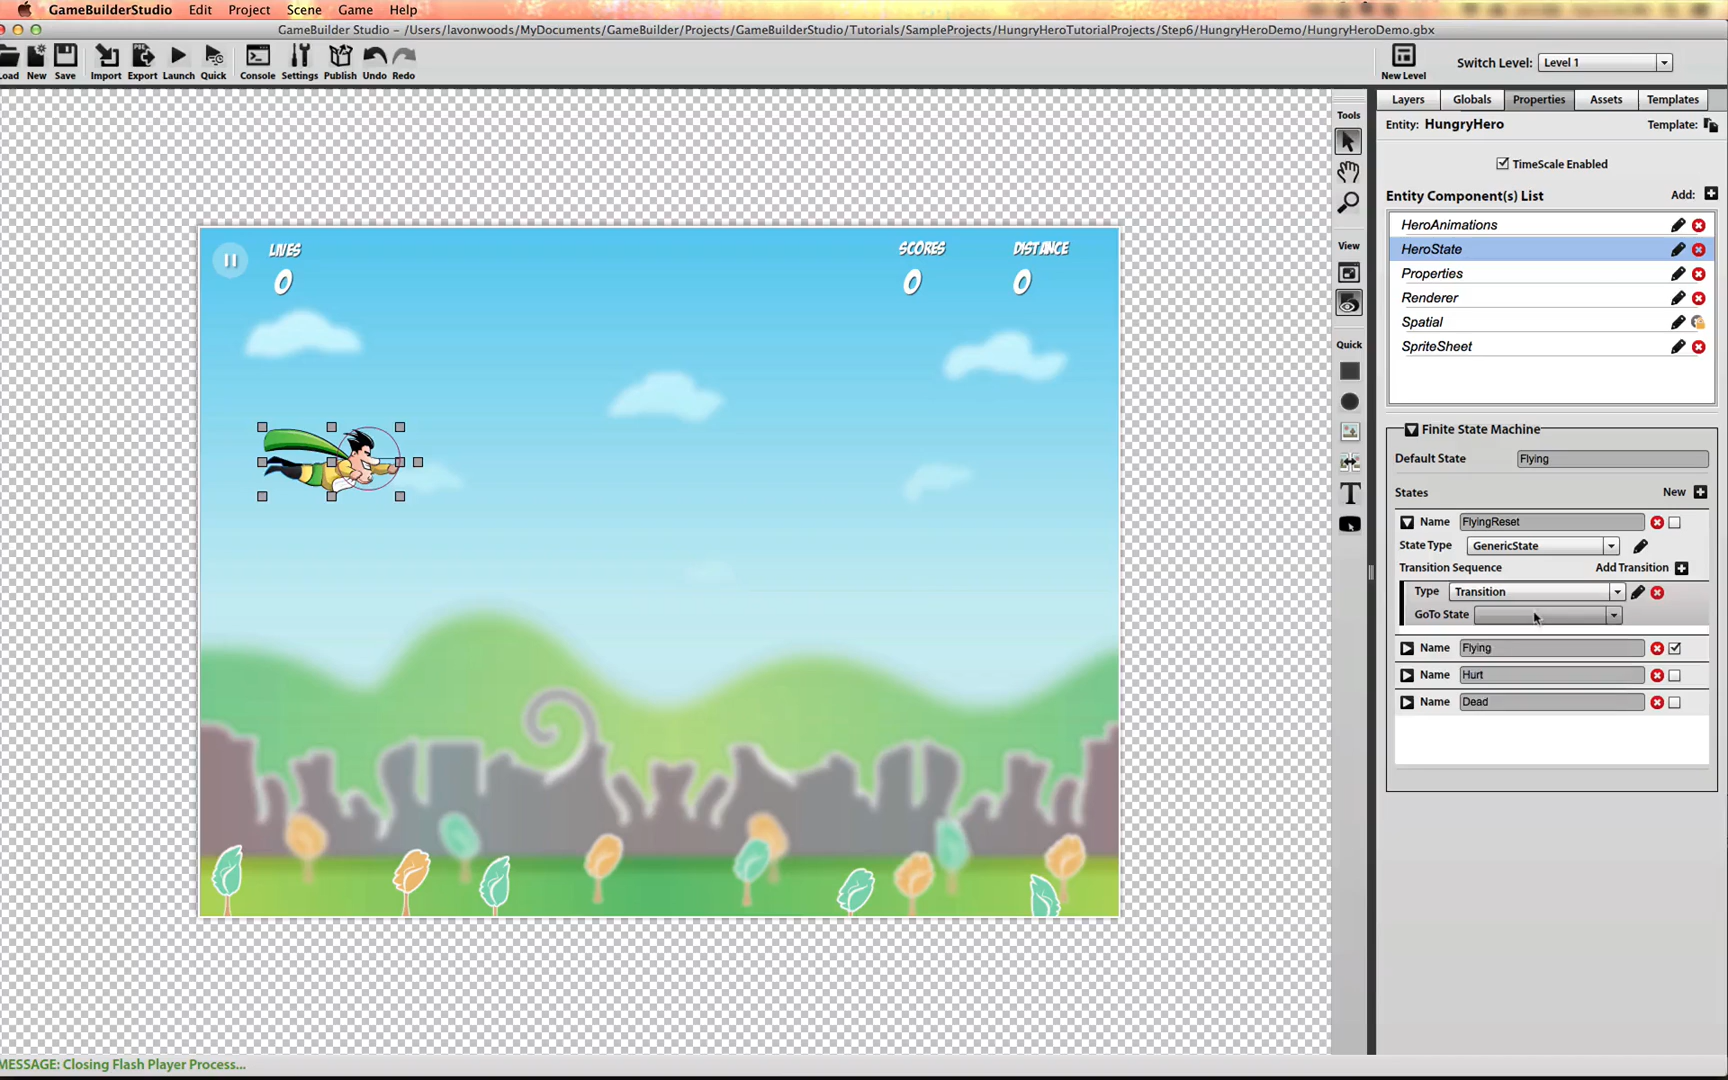 GameBuilderStudio Edit Project Scene Game Help
GameBuilder Studio - /Users/lavonwoods/MyDocuments/GameBuilder/Projects/GameBuilderStudio/Tutorials/SampleProjects/HungryHeroTutorialProjects/Step6/HungryHeroDemo/HungryHeroDemo.gbx
Load New Save Import Export Launch Quick Console Settings Publish Undo Redo
New Level
Switch Level: Level 1
Layers Globals Properties Assets Templates
Entity: HungryHero Template:
TimeScale Enabled
Entity Component(s) List Add:
HeroAnimations
HeroState
Properties
Renderer
Spatial
SpriteSheet
Finite State Machine
Default State Flying
States New
Name FlyingReset
State Type GenericState
Transition Sequence Add Transition
Type Transition
GoTo State
Name Flying
Name Hurt
Name Dead
Tools
View
Quick
T
LIVES
0
SCORES
0
DISTANCE
0
MESSAGE: Closing Flash Player Process...